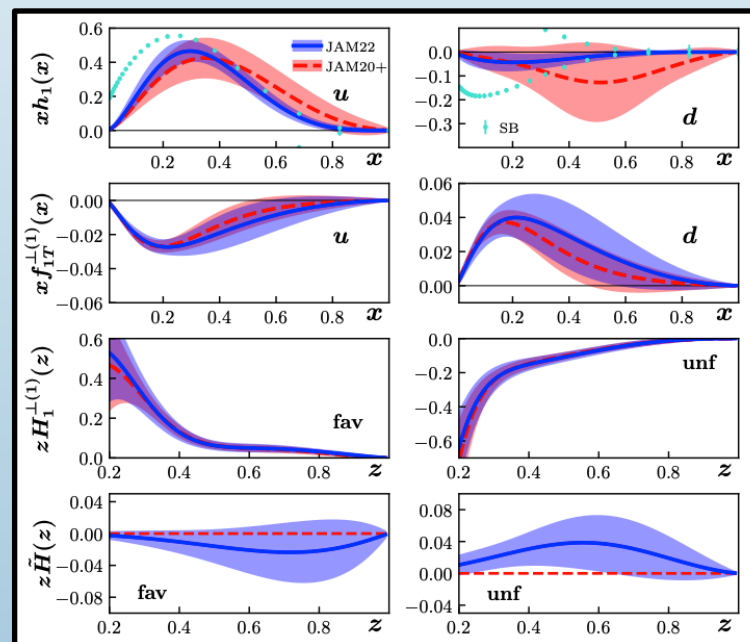 xh₁(x)
0.6
0.4
0.2
0.0
JAM22
JAM20+
u
0.2 0.4 0.6 0.8 x
0.0
−0.1
−0.2
−0.3
SB
d
0.2 0.4 0.6 0.8 x
xf₁T^⊥(1)(x)
0.00
−0.02
−0.04
−0.06
u
0.2 0.4 0.6 0.8 x
0.06
0.04
0.02
0.00
d
0.2 0.4 0.6 0.8 x
zH₁^⊥(1)(z)
0.6
0.4
0.2
0.0
fav
0.2 0.4 0.6 0.8 z
0.0
−0.2
−0.4
−0.6
unf
0.2 0.4 0.6 0.8 z
zH̃(z)
0.04
0.00
−0.04
−0.08
fav
0.2 0.4 0.6 0.8 z
0.08
0.04
0.00
−0.04
unf
0.2 0.4 0.6 0.8 z